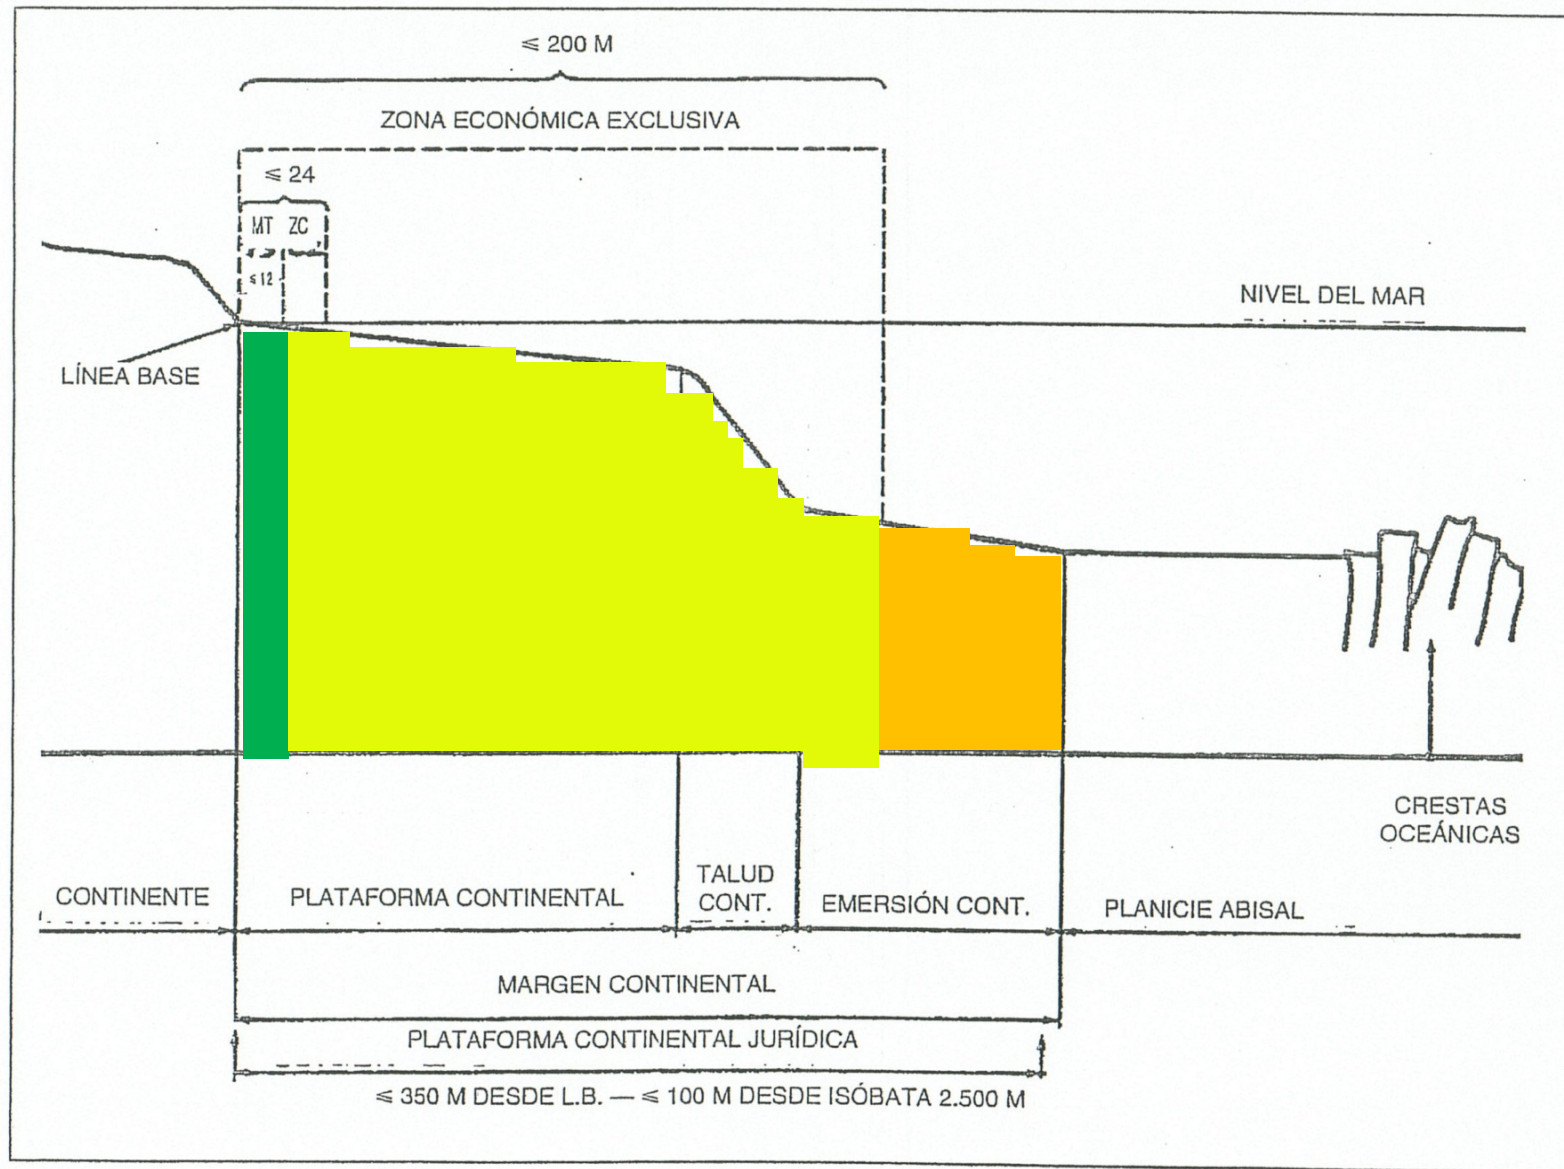 ≤ 200 M
ZONA ECONÓMICA EXCLUSIVA
≤ 24
MT ZC
≤ 12
NIVEL DEL MAR
LÍNEA BASE
CRESTAS
OCEÁNICAS
CONTINENTE
PLATAFORMA CONTINENTAL
TALUD
CONT.
EMERSIÓN CONT.
PLANICIE ABISAL
MARGEN CONTINENTAL
PLATAFORMA CONTINENTAL JURÍDICA
≤ 350 M DESDE L.B. — ≤ 100 M DESDE ISÓBATA 2.500 M